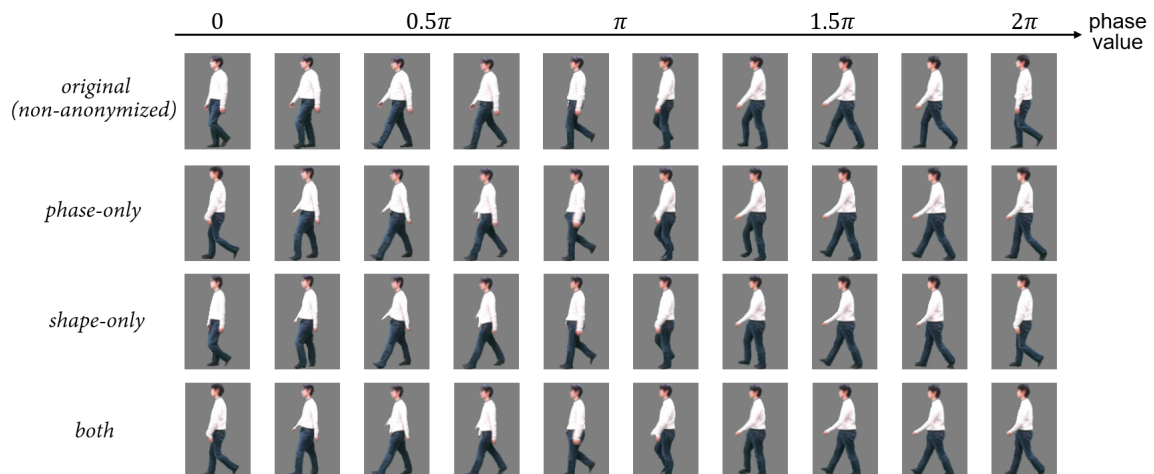 0 0.5π π 1.5π 2π phase
value
original
(non-anonymized)
phase-only
shape-only
both